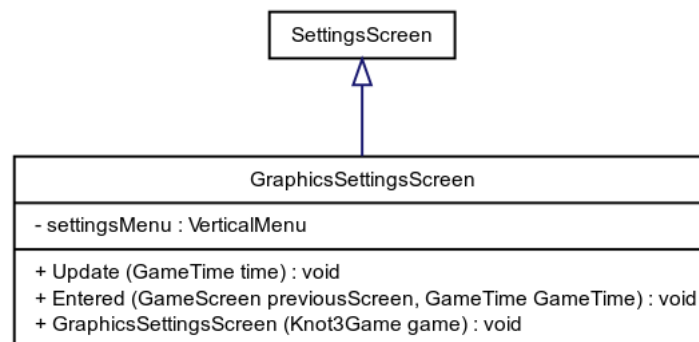 SettingsScreen
GraphicsSettingsScreen
- settingsMenu : VerticalMenu
+ Update (GameTime time) : void
+ Entered (GameScreen previousScreen, GameTime GameTime) : void
+ GraphicsSettingsScreen (Knot3Game game) : void